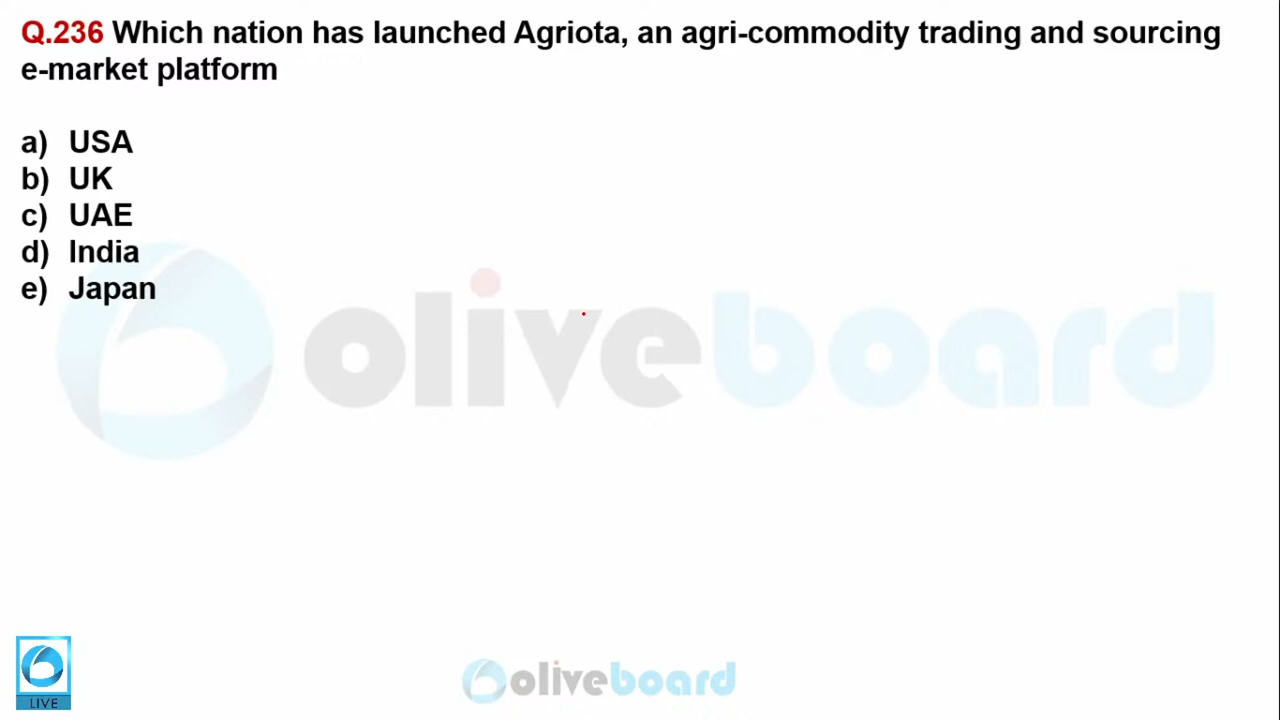 Q.236 Which nation has launched Agriota, an agri-commodity trading and sourcing
e-market platform
a) USA
b) UK
c) UAE
d) India
e) Japan
oliveboard
LIVE
oliveboard